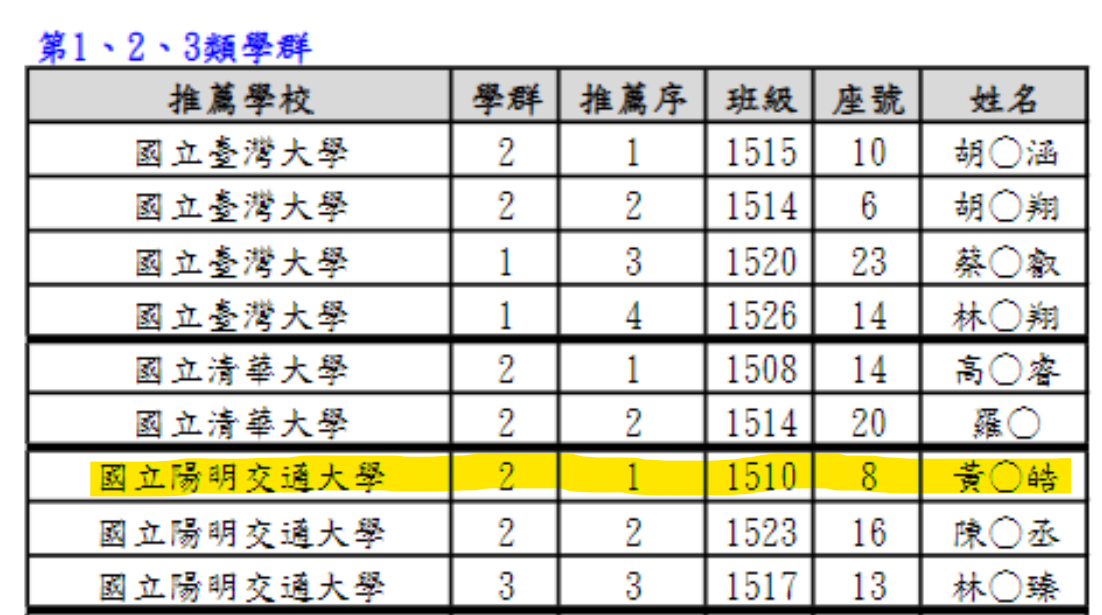 第1、2、3類學群
推薦學校 學群 推薦序 班級 座號 姓名
國立臺灣大學 2 1 1515 10 胡〇涵
國立臺灣大學 2 2 1514 6 胡〇翔
國立臺灣大學 1 3 1520 23 蔡〇叡
國立臺灣大學 1 4 1526 14 林〇翔
國立清華大學 2 1 1508 14 高〇睿
國立清華大學 2 2 1514 20 羅〇
國立陽明交通大學 2 1 1510 8 黃〇皓
國立陽明交通大學 2 2 1523 16 陳〇丞
國立陽明交通大學 3 3 1517 13 林〇臻